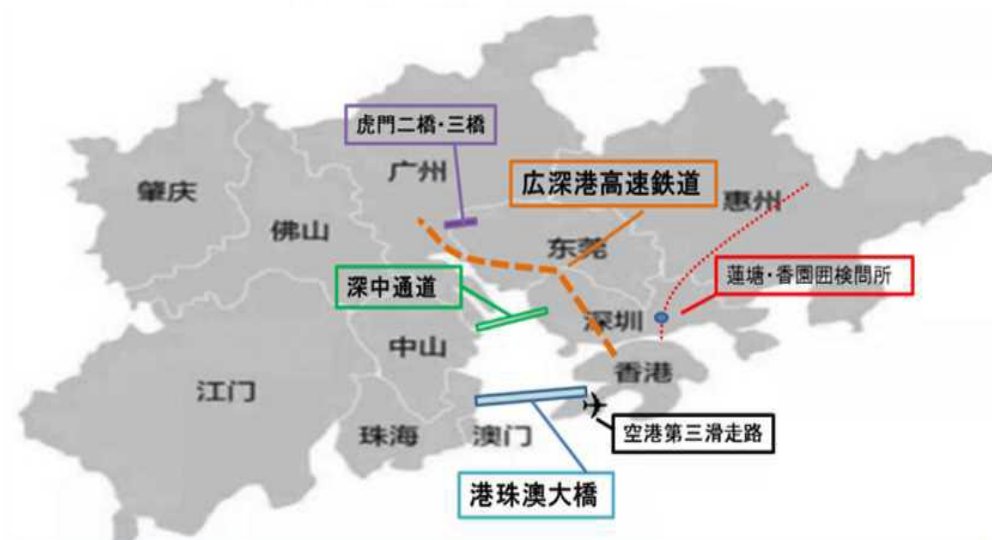 虎門二橋・三橋
广州
広深港高速鉄道
肇庆
惠州
佛山
东莞
蓮塘・香園囲検問所
深中通道
深圳
中山
香港
江门
空港第三滑走路
珠海
澳门
港珠澳大橋